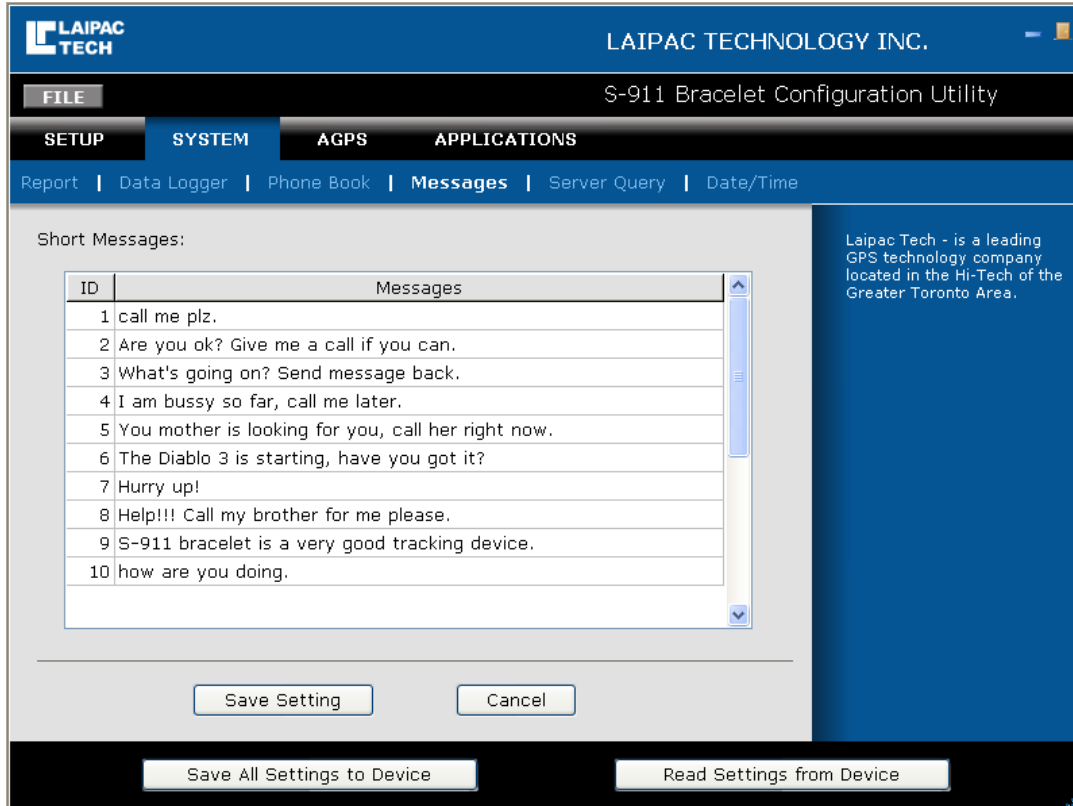 LAIPAC
TECH
LAIPAC TECHNOLOGY INC.
FILE
S-911 Bracelet Configuration Utility
SETUP SYSTEM AGPS APPLICATIONS
Report | Data Logger | Phone Book | Messages | Server Query | Date/Time
Short Messages:
ID Messages
1 call me plz.
2 Are you ok? Give me a call if you can.
3 What's going on? Send message back.
4 I am bussy so far, call me later.
5 You mother is looking for you, call her right now.
6 The Diablo 3 is starting, have you got it?
7 Hurry up!
8 Help!!! Call my brother for me please.
9 S-911 bracelet is a very good tracking device.
10 how are you doing.
Laipac Tech - is a leading
GPS technology company
located in the Hi-Tech of the
Greater Toronto Area.
Save Setting Cancel
Save All Settings to Device Read Settings from Device